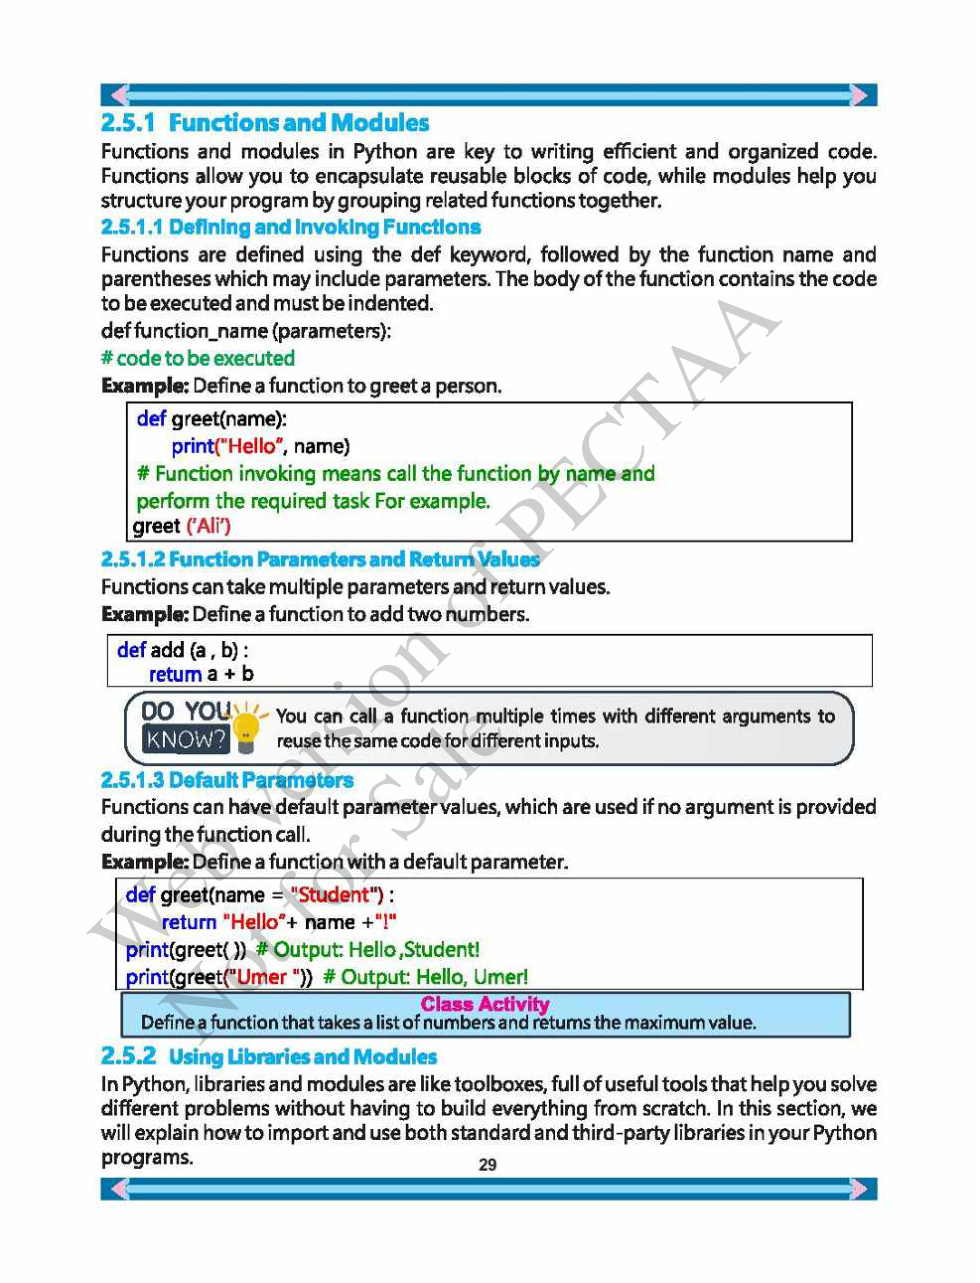 2.5.1 Functions and Modules
Functions and modules in Python are key to writing efficient and organized code.
Functions allow you to encapsulate reusable blocks of code, while modules help you
structure your program by grouping related functions together.
2.5.1.1 Defining and Invoking Functions
Functions are defined using the def keyword, followed by the function name and
parentheses which may include parameters. The body of the function contains the code
to be executed and must be indented.
def function_name (parameters):
# code to be executed
Example: Define a function to greet a person.
def greet(name):
print("Hello", name)
# Function invoking means call the function by name and
perform the required task For example.
greet ('Ali')
2.5.1.2 Function Parameters and Return Values
Functions can take multiple parameters and return values.
Example: Define a function to add two numbers.
def add (a , b) :
return a + b
DO YOU KNOW?
You can call a function multiple times with different arguments to
reuse the same code for different inputs.
2.5.1.3 Default Parameters
Functions can have default parameter values, which are used if no argument is provided
during the function call.
Example: Define a function with a default parameter.
def greet(name = "Student") :
return "Hello"+ name +"!"
print(greet( )) # Output: Hello ,Student!
print(greet("Umer ")) # Output: Hello, Umer!
Class Activity
Define a function that takes a list of numbers and returns the maximum value.
2.5.2 Using Libraries and Modules
In Python, libraries and modules are like toolboxes, full of useful tools that help you solve
different problems without having to build everything from scratch. In this section, we
will explain how to import and use both standard and third-party libraries in your Python
programs.
29
Web version of PECTAA
Not for Sale